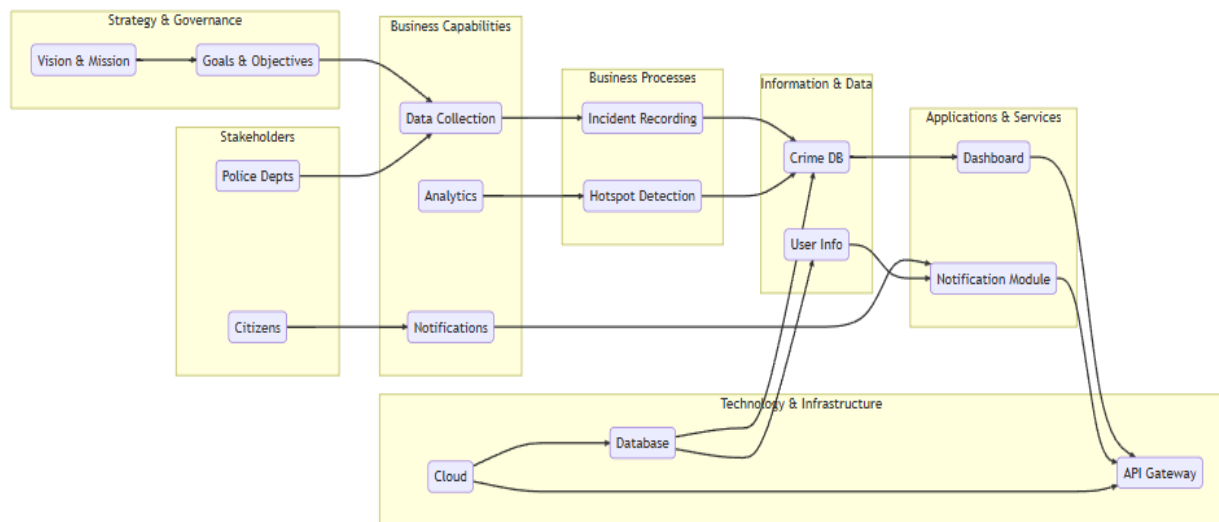 Strategy & Governance
Vision & Mission
Goals & Objectives
Stakeholders
Police Depts
Citizens
Business Capabilities
Data Collection
Analytics
Notifications
Business Processes
Incident Recording
Hotspot Detection
Information & Data
Crime DB
User Info
Applications & Services
Dashboard
Notification Module
Technology & Infrastructure
Database
Cloud
API Gateway